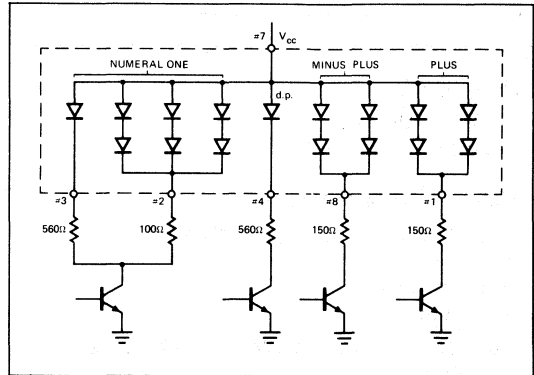 #7 Vcc
NUMERAL ONE MINUS PLUS PLUS
d.p.
#3 #2 #4 #8 #1
560Ω 100Ω 560Ω 150Ω 150Ω